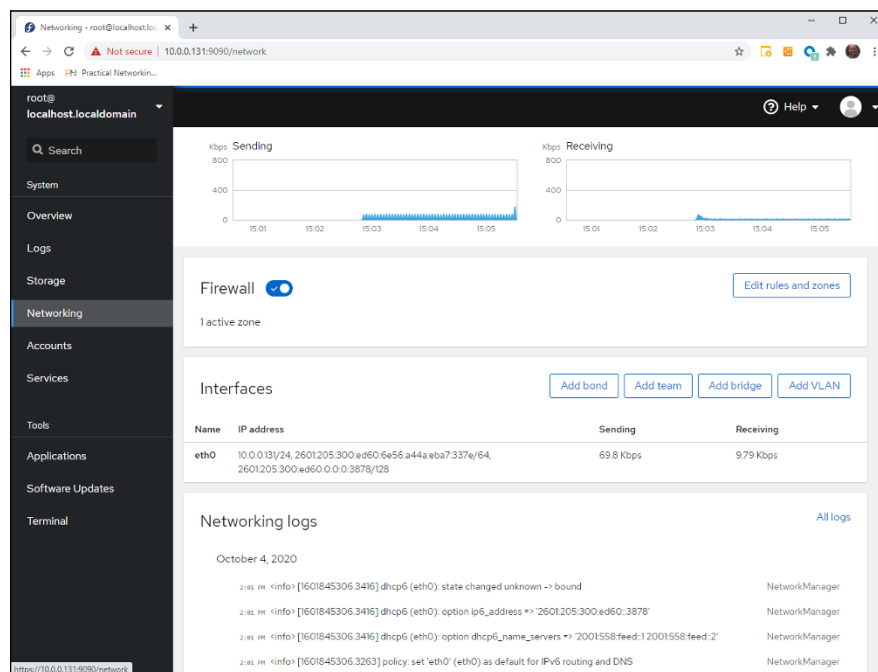 Networking - root@localhost.loc
Not secure | 10.0.0.131:9090/network
Apps PN Practical Networkin...
root@
localhost.localdomain
Help
Search
System
Overview
Logs
Storage
Networking
Accounts
Services
Tools
Applications
Software Updates
Terminal
Kbps Sending
800
400
0
15:01 15:02 15:03 15:04 15:05
Kbps Receiving
800
400
0
15:01 15:02 15:03 15:04 15:05
Firewall
Edit rules and zones
1 active zone
Interfaces
Add bond Add team Add bridge Add VLAN
Name IP address Sending Receiving
eth0 10.0.0.131/24, 2601:205:300:ed60:6e56:a44a:eba7:337e/64, 69.8 Kbps 9.79 Kbps
2601:205:300:ed60:0:0:0:3878/128
Networking logs
All logs
October 4, 2020
2:01 PM <info> [1601845306.3416] dhcp6 (eth0): state changed unknown -> bound NetworkManager
2:01 PM <info> [1601845306.3416] dhcp6 (eth0): option ip6_address => '2601:205:300:ed60::3878' NetworkManager
2:01 PM <info> [1601845306.3416] dhcp6 (eth0): option dhcp6_name_servers => '2001:558:feed::1 2001:558:feed::2' NetworkManager
2:01 PM <info> [1601845306.3263] policy: set 'eth0' (eth0) as default for IPv6 routing and DNS NetworkManager
https://10.0.0.131:9090/network